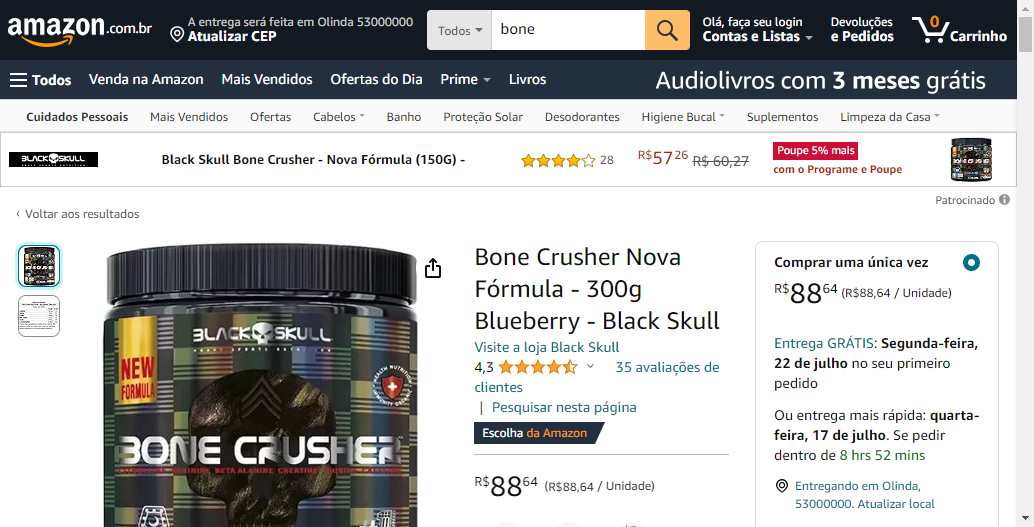 amazon.com.br
A entrega será feita em Olinda 53000000
Atualizar CEP
Todos
bone
Olá, faça seu login
Contas e Listas
Devoluções
e Pedidos
0
Carrinho
Todos
Venda na Amazon
Mais Vendidos
Ofertas do Dia
Prime
Livros
Audiolivros com 3 meses grátis
Cuidados Pessoais
Mais Vendidos
Ofertas
Cabelos
Banho
Proteção Solar
Desodorantes
Higiene Bucal
Suplementos
Limpeza da Casa
BLACK SKULL
Black Skull Bone Crusher - Nova Fórmula (150G) -
28
R$5726 R$ 60,27
Poupe 5% mais
com o Programe e Poupe
Patrocinado
‹ Voltar aos resultados
BLACK SKULL
NEW
FORMULA
BONE CRUSHER
Bone Crusher Nova
Fórmula - 300g
Blueberry - Black Skull
Visite a loja Black Skull
4,3
35 avaliações de
clientes
| Pesquisar nesta página
Escolha da Amazon
R$8864 (R$88,64 / Unidade)
Comprar uma única vez
R$8864 (R$88,64 / Unidade)
Entrega GRÁTIS: Segunda-feira,
22 de julho no seu primeiro
pedido
Ou entrega mais rápida: quarta-
feira, 17 de julho. Se pedir
dentro de 8 hrs 52 mins
Entregando em Olinda,
53000000. Atualizar local